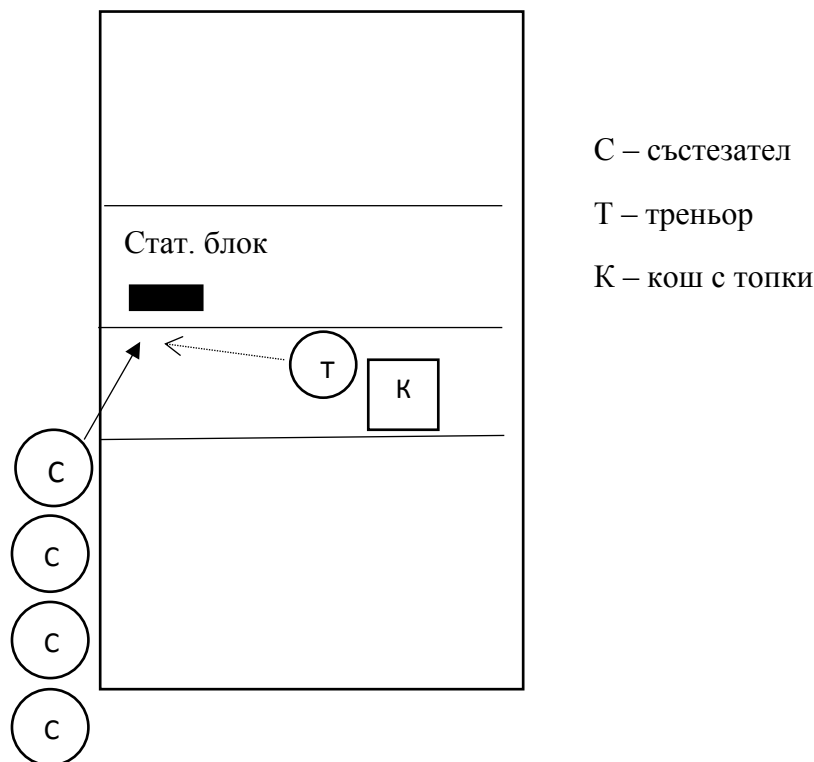 С – състезател
Т – треньор
К – кош с топки
Стат. блок
т
К
С
С
С
С